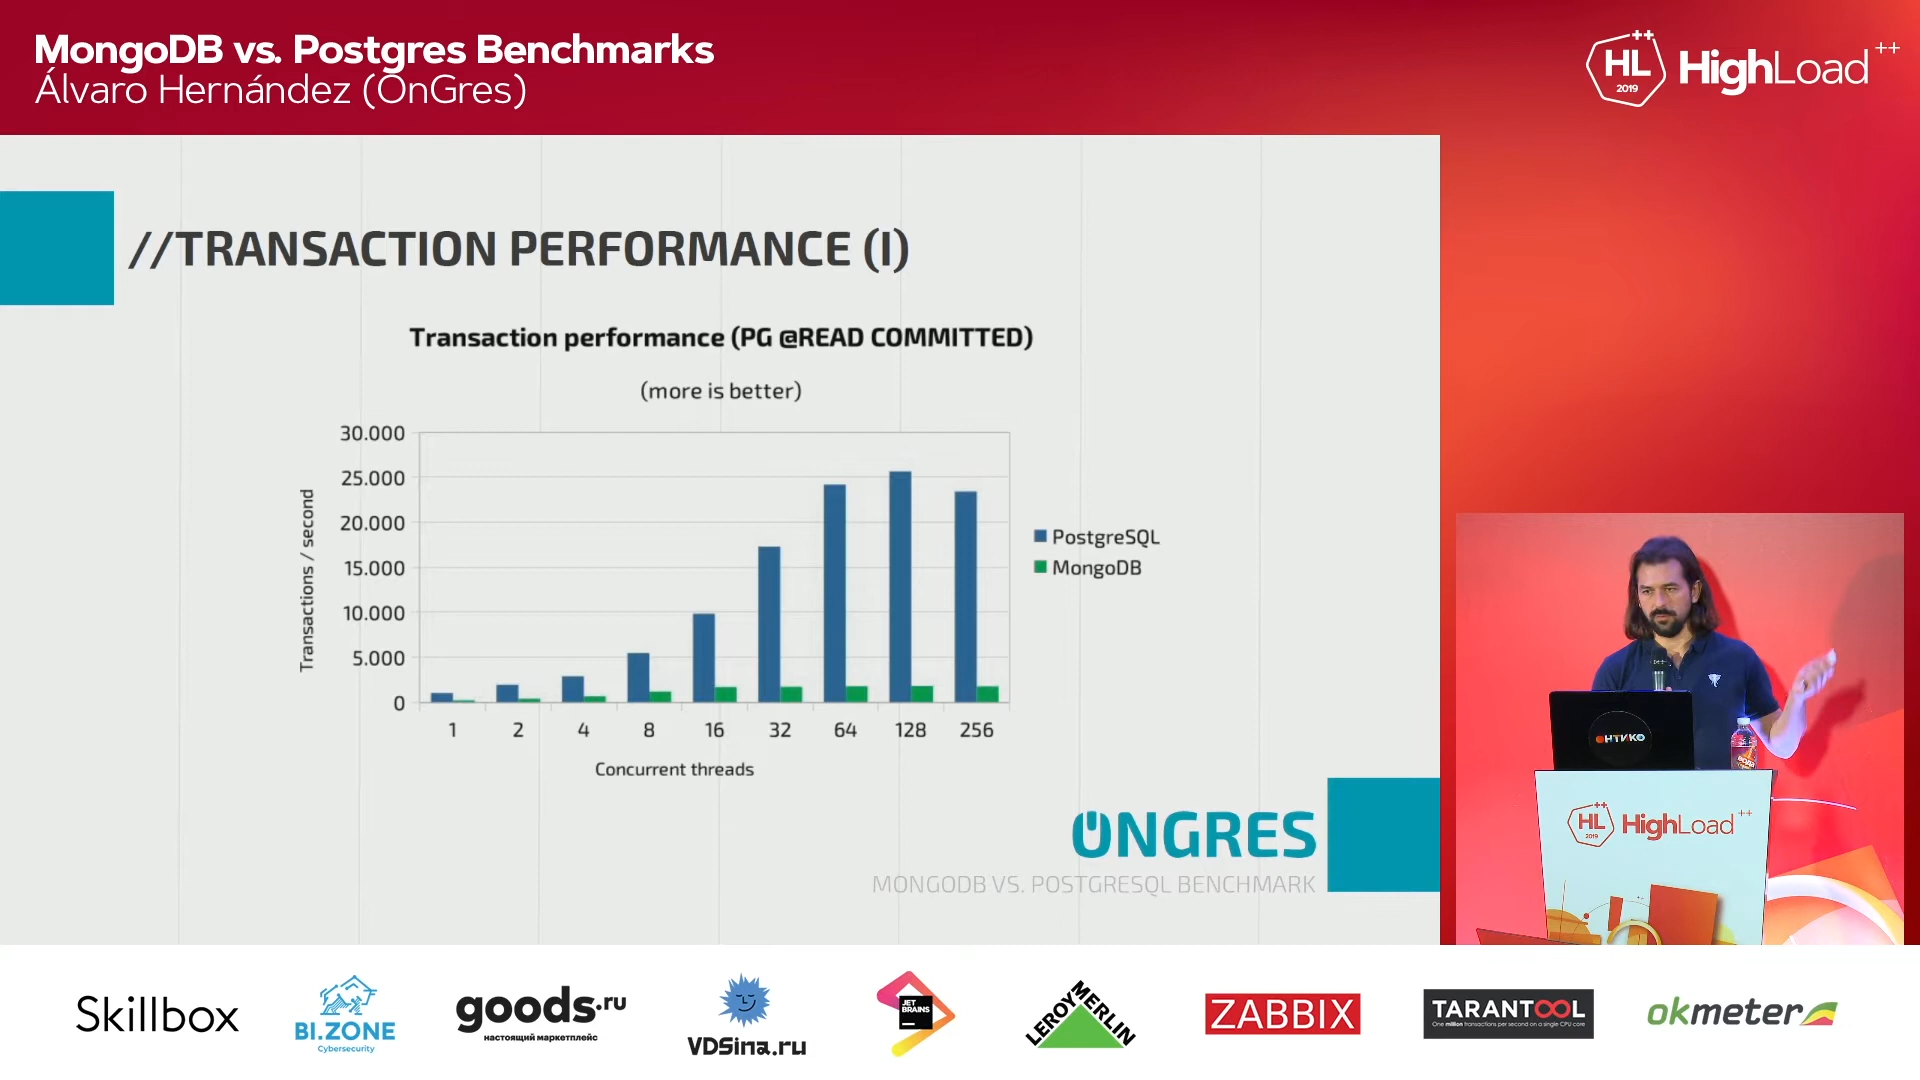 MongoDB vs. Postgres Benchmarks
Álvaro Hernández (OnGres)
HL
++
2019
HighLoad ++
//TRANSACTION PERFORMANCE (I)
Transaction performance (PG @READ COMMITTED)
(more is better)
30.000
25.000
20.000
15.000
10.000
5.000
0
Transactions / second
1 2 4 8 16 32 64 128 256
Concurrent threads
PostgreSQL
MongoDB
ONGRES
MONGODB VS. POSTGRESQL BENCHMARK
ОНТИКО
HL
++
2019
HighLoad ++
Skillbox
BI.ZONE
Cybersecurity
goods.ru
настоящий маркетплейс
VDSina.ru
JET
BRAINS
LEROY MERLIN
ZABBIX
TARANTOOL
One million transactions per second on a single CPU core
okmeter